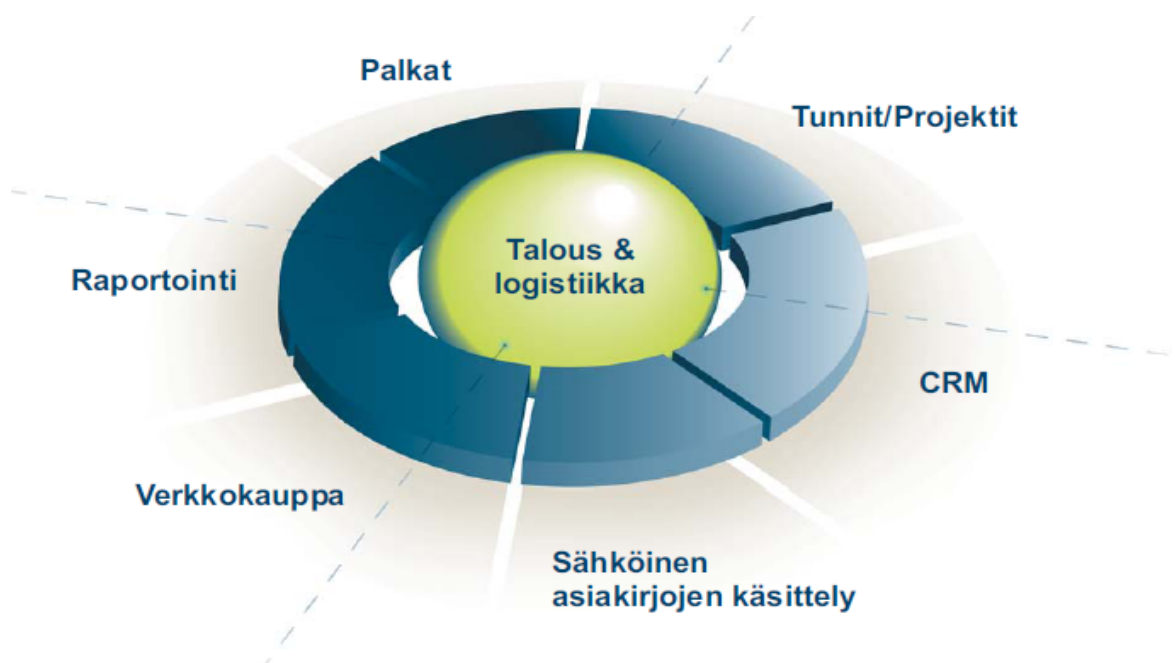 Palkat
Tunnit/Projektit
Talous &
logistiikka
Raportointi
CRM
Verkkokauppa
Sähköinen
asiakirjojen käsittely